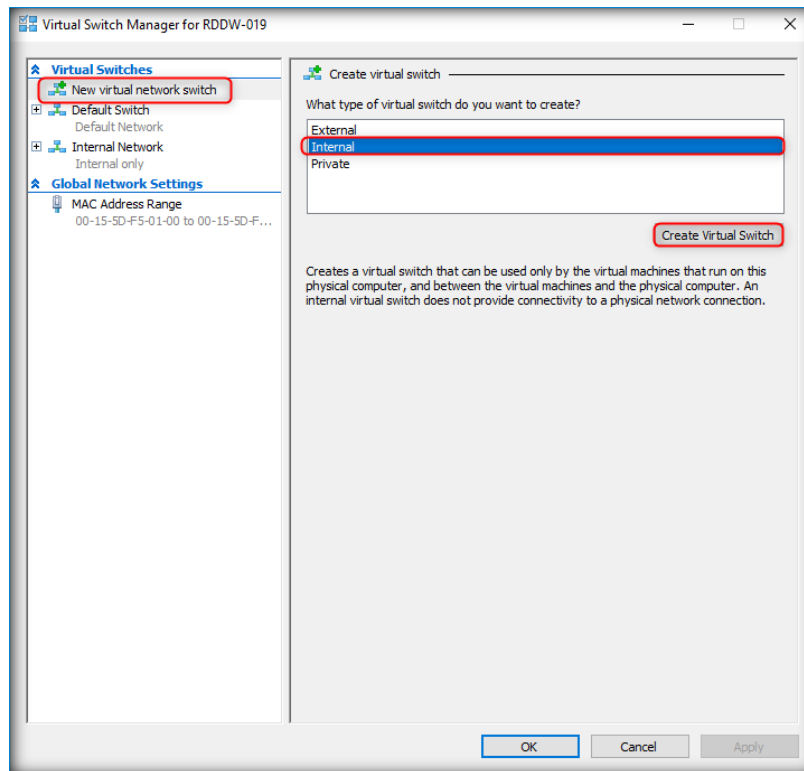 Virtual Switch Manager for RDDW-019
Virtual Switches
New virtual network switch
Default Switch
Default Network
Internal Network
Internal only
Global Network Settings
MAC Address Range
00-15-5D-F5-01-00 to 00-15-5D-F...
Create virtual switch
What type of virtual switch do you want to create?
External
Internal
Private
Create Virtual Switch
Creates a virtual switch that can be used only by the virtual machines that run on this
physical computer, and between the virtual machines and the physical computer. An
internal virtual switch does not provide connectivity to a physical network connection.
OK
Cancel
Apply